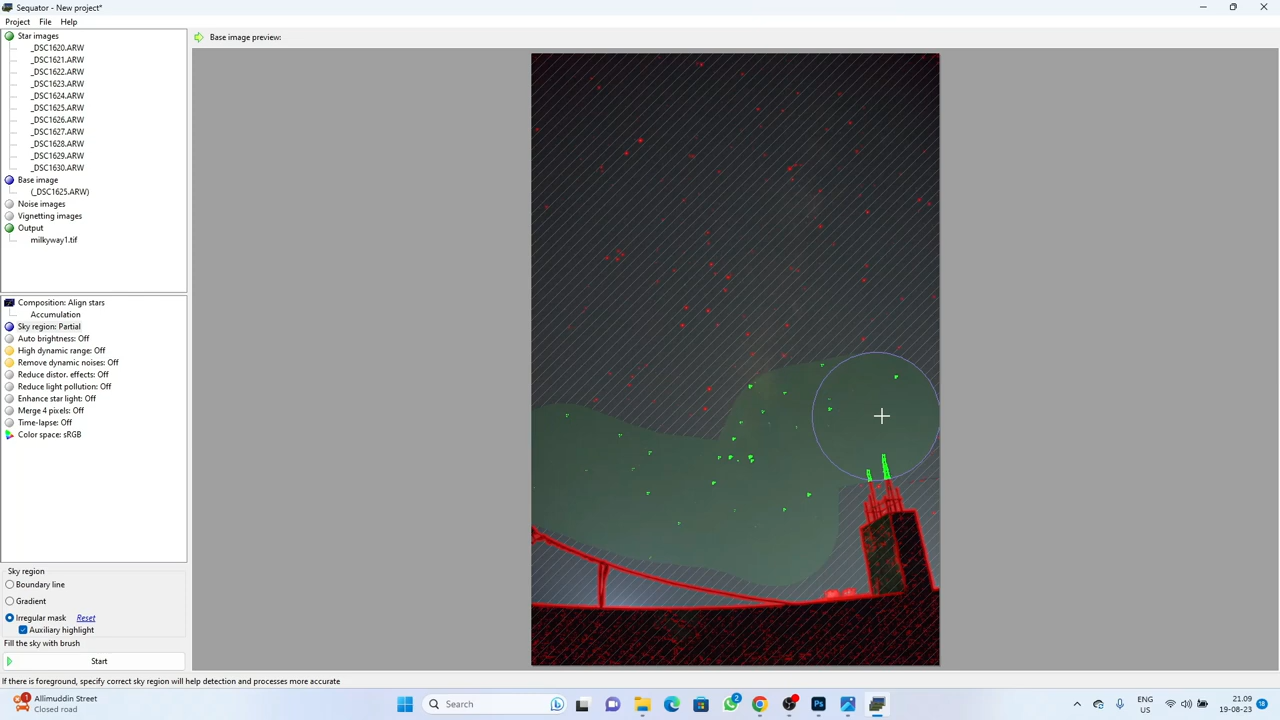 Sequator - New project*
Project File Help
Star images
_DSC1620.ARW
_DSC1621.ARW
_DSC1622.ARW
_DSC1623.ARW
_DSC1624.ARW
_DSC1625.ARW
_DSC1626.ARW
_DSC1627.ARW
_DSC1628.ARW
_DSC1629.ARW
_DSC1630.ARW
Base image
(_DSC1625.ARW)
Noise images
Vignetting images
Output
milkyway1.tif
Base image preview:
Composition: Align stars
Accumulation
Sky region: Partial
Auto brightness: Off
High dynamic range: Off
Remove dynamic noises: Off
Reduce distor. effects: Off
Reduce light pollution: Off
Enhance star light: Off
Merge 4 pixels: Off
Time-lapse: Off
Color space: sRGB
Sky region
Boundary line
Gradient
Irregular mask Reset
Auxiliary highlight
Fill the sky with brush
Start
If there is foreground, specify correct sky region will help detection and processes more accurate
1
Allimuddin Street
Closed road
Search
2
Ps
ENG
US
21.09
19-08-23
18